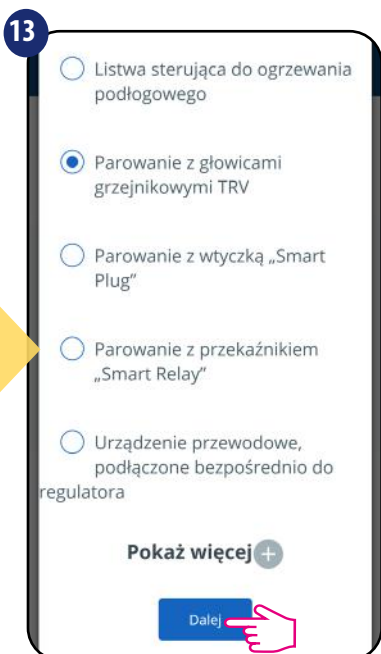 13
Listwa sterująca do ogrzewania
podłogowego
Parowanie z głowicami
grzejnikowymi TRV
Parowanie z wtyczką „Smart
Plug”
Parowanie z przekaźnikiem
„Smart Relay”
Urządzenie przewodowe,
podłączone bezpośrednio do
regulatora
Pokaż więcej
Dalej